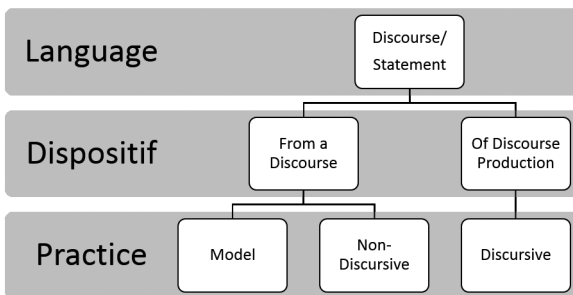 Language
Discourse/
Statement
Dispositif
From a
Discourse
Of Discourse
Production
Practice
Model
Non-
Discursive
Discursive